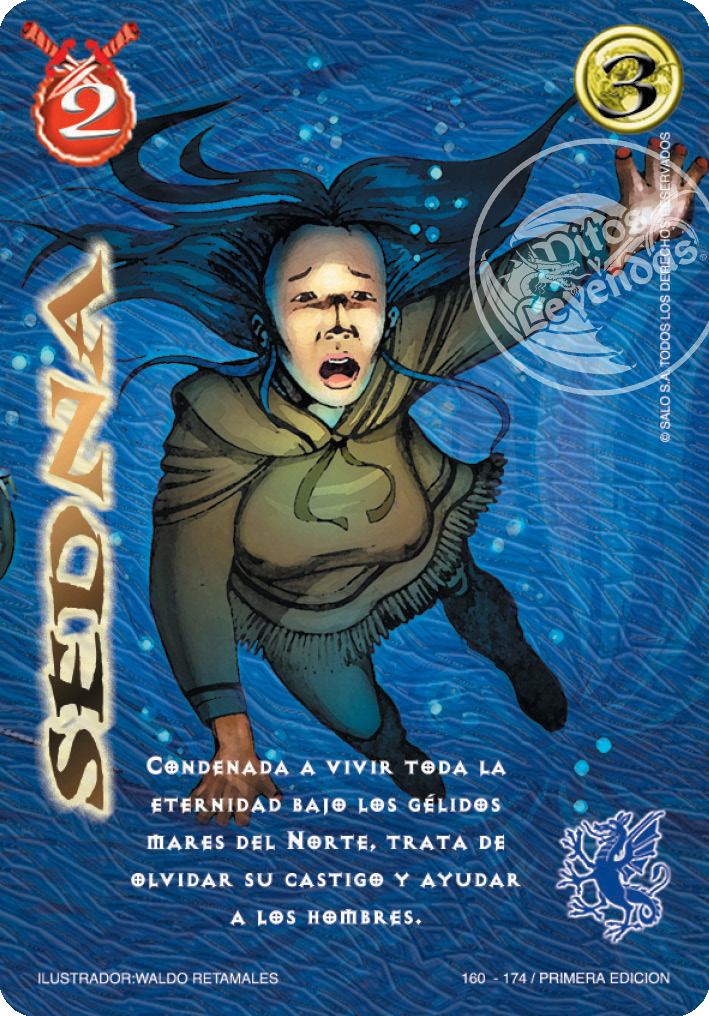 2
3
© SALO S.A. TODOS LOS DERECHOS RESERVADOS
Mitos y
Leyendas®
SEDNA
Condenada a vivir toda la
eternidad bajo los gélidos
mares del Norte, trata de
olvidar su castigo y ayudar
a los hombres.
ILUSTRADOR:WALDO RETAMALES
160 - 174 / PRIMERA EDICION